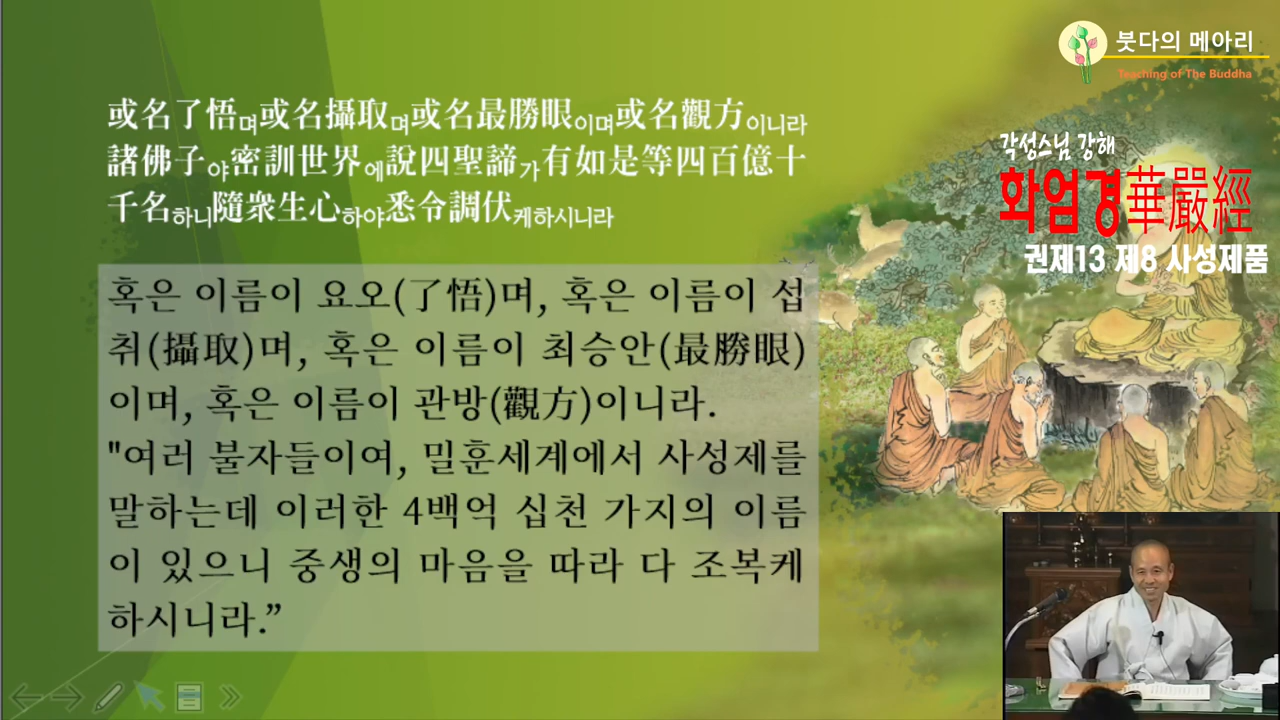 붓다의 메아리
Teaching of The Buddha
각성스님 강해
화엄경華嚴經
권제13 제8 사성제품
或名了悟며或名攝取며或名最勝眼이며或名觀方이니라
諸佛子야密訓世界에說四聖諦가有如是等四百億十
千名하니隨衆生心하야悉令調伏케하시니라
혹은 이름이 요오(了悟)며, 혹은 이름이 섭
취(攝取)며, 혹은 이름이 최승안(最勝眼)
이며, 혹은 이름이 관방(觀方)이니라.
"여러 불자들이여, 밀훈세계에서 사성제를
말하는데 이러한 4백억 십천 가지의 이름
이 있으니 중생의 마음을 따라 다 조복케
하시니라.”